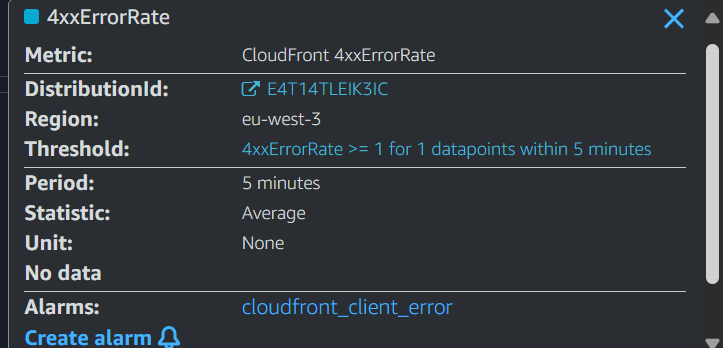 4xxErrorRate
Metric: CloudFront 4xxErrorRate
DistributionId: E4T14TLEIK3IC
Region: eu-west-3
Threshold: 4xxErrorRate >= 1 for 1 datapoints within 5 minutes
Period: 5 minutes
Statistic: Average
Unit: None
No data
Alarms: cloudfront_client_error
Create alarm